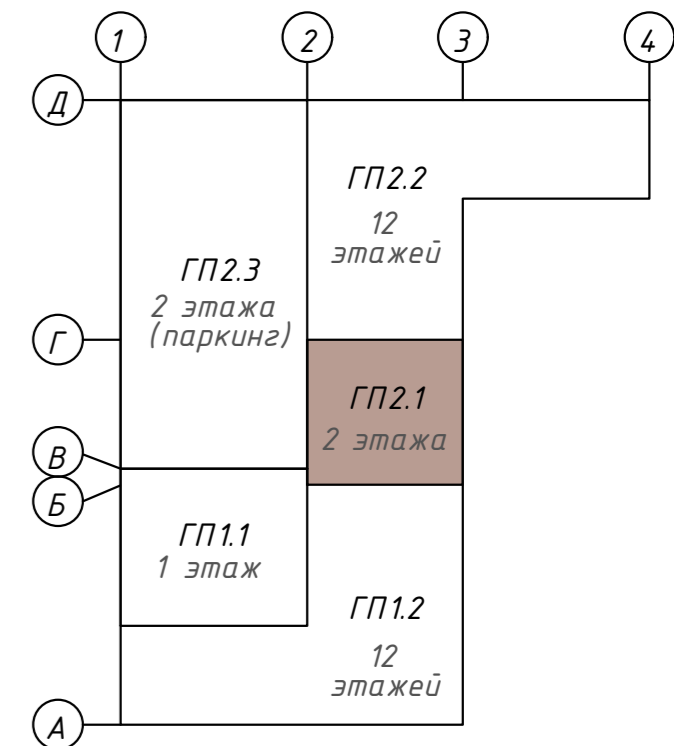 1
2
3
4
Д
ГП2.2
12
этажей
ГП2.3
2 этажа
(паркинг)
Г
ГП2.1
2 этажа
В
Б
ГП1.1
1 этаж
ГП1.2
12
этажей
А